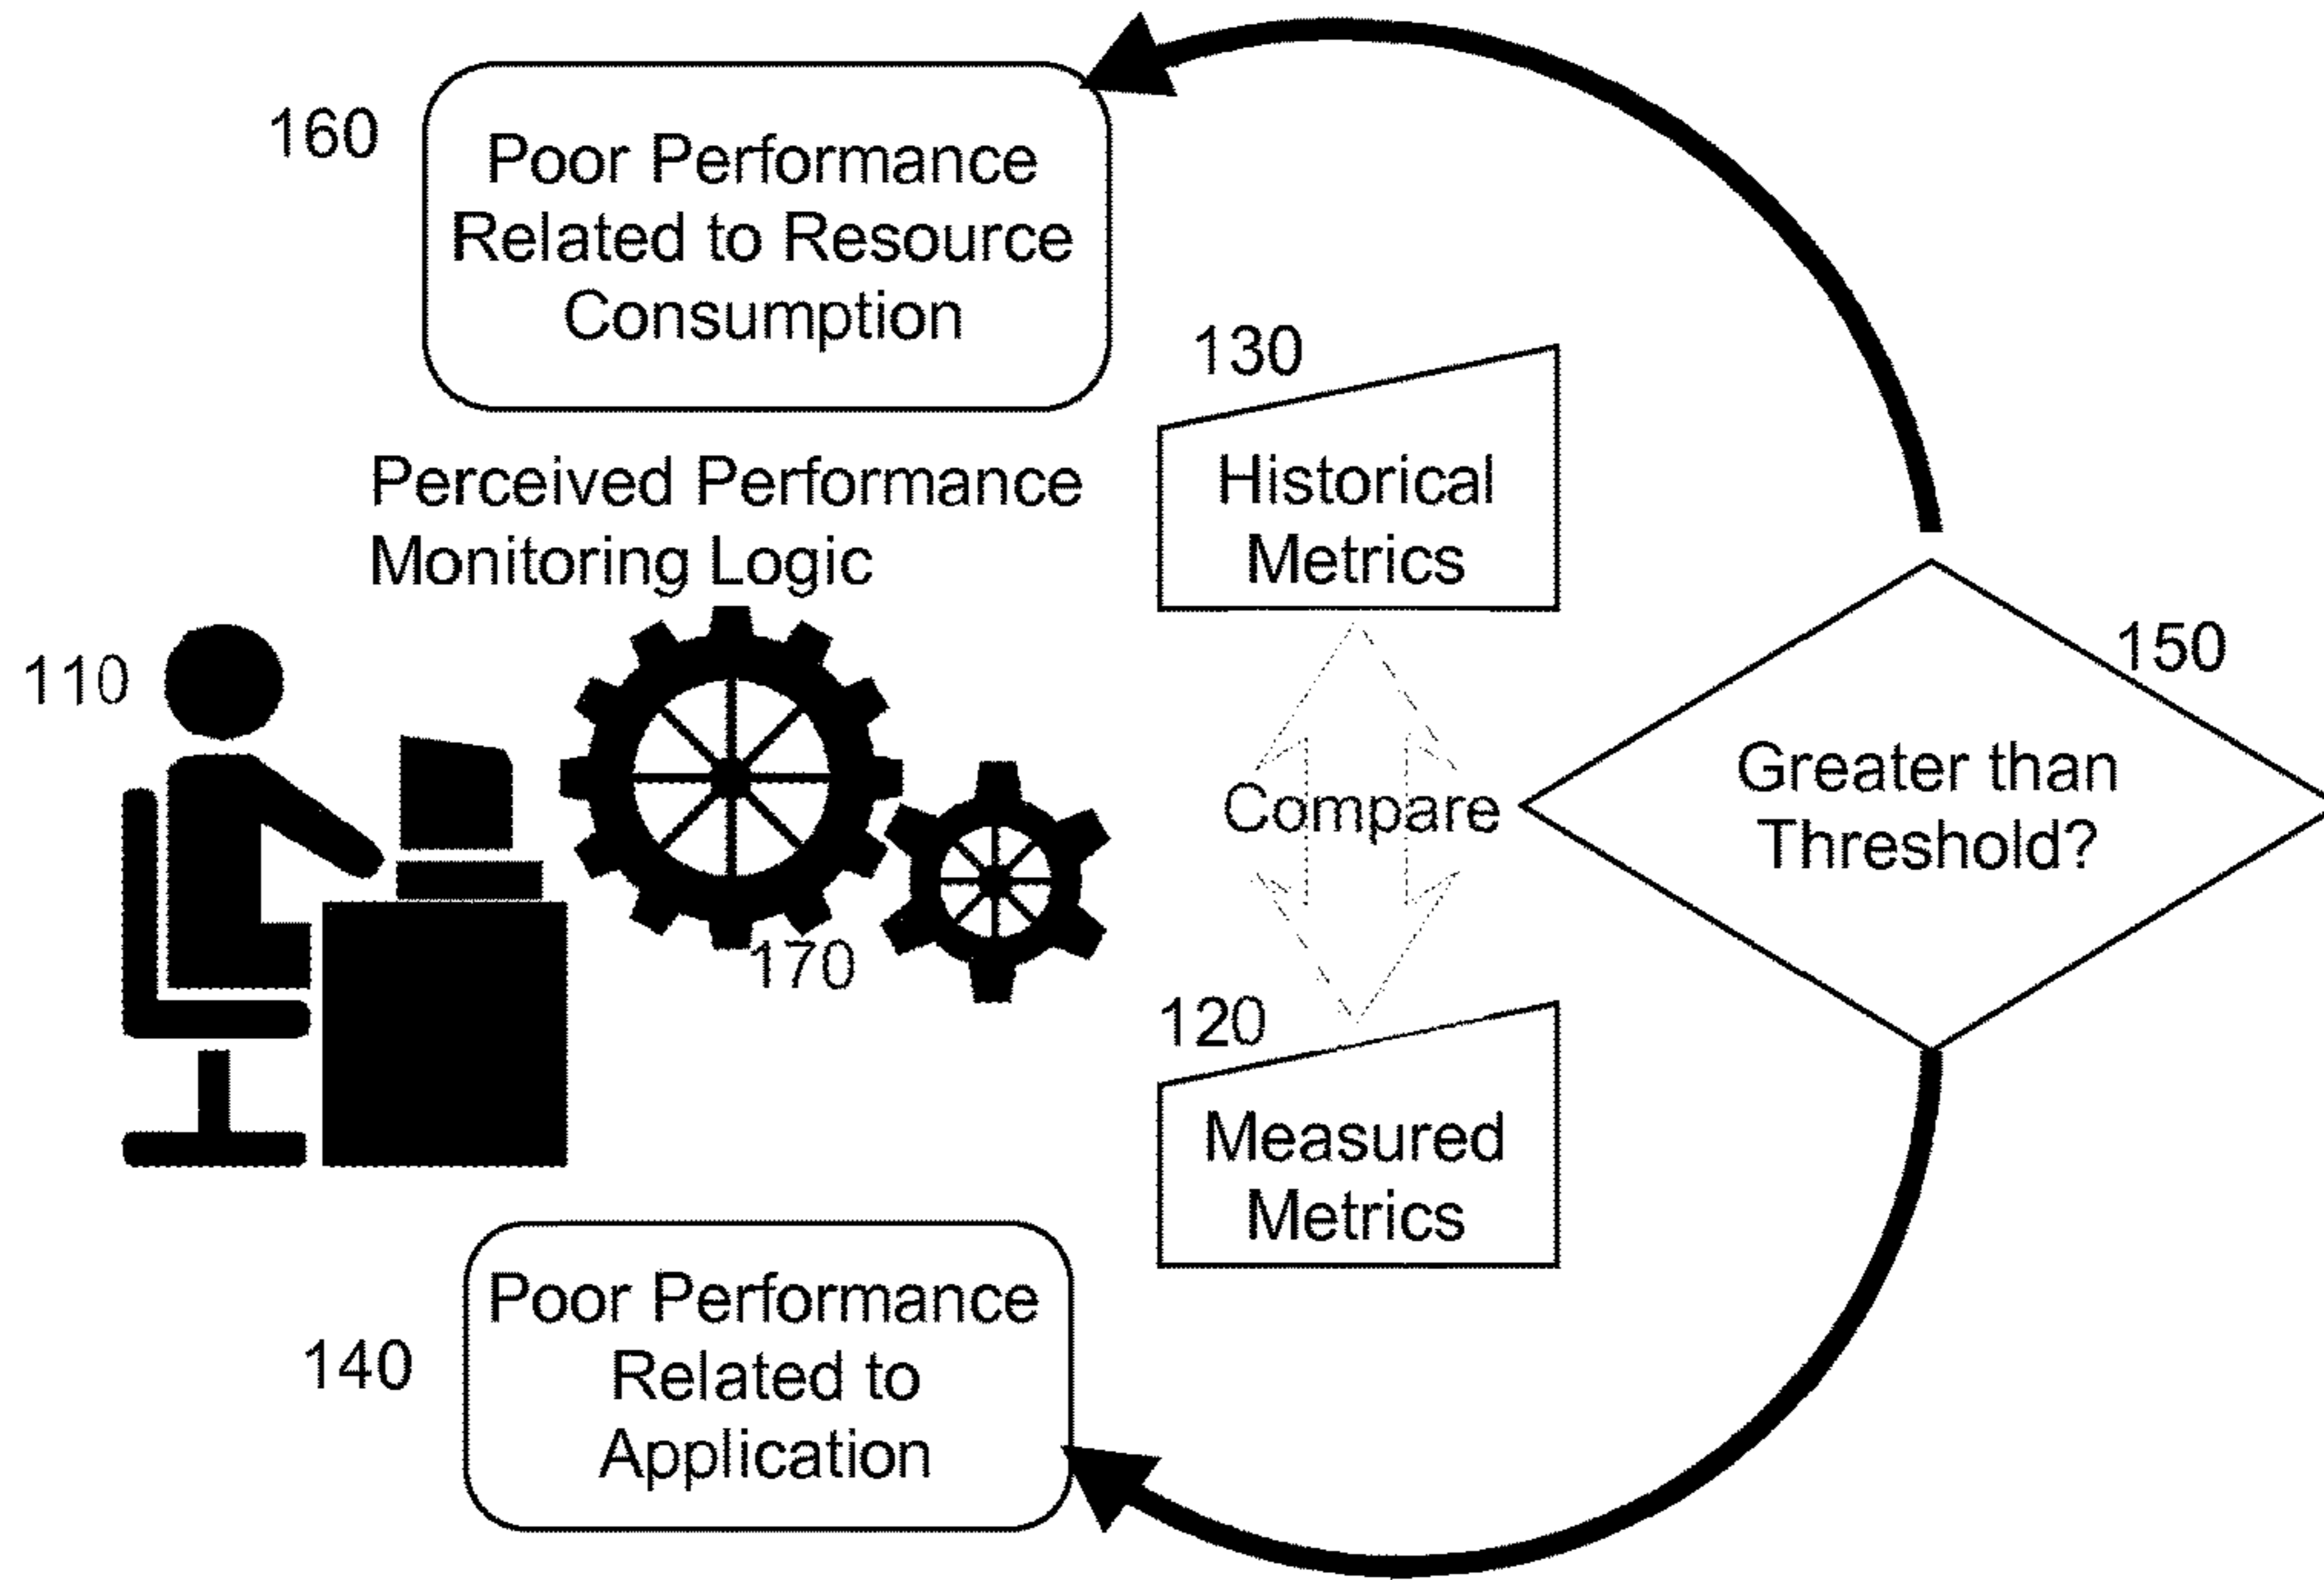 160
Poor Performance
Related to Resource
Consumption
130
Historical
Metrics
Perceived Performance
Monitoring Logic
110
170
Compare
150
Greater than
Threshold?
120
Measured
Metrics
140
Poor Performance
Related to
Application